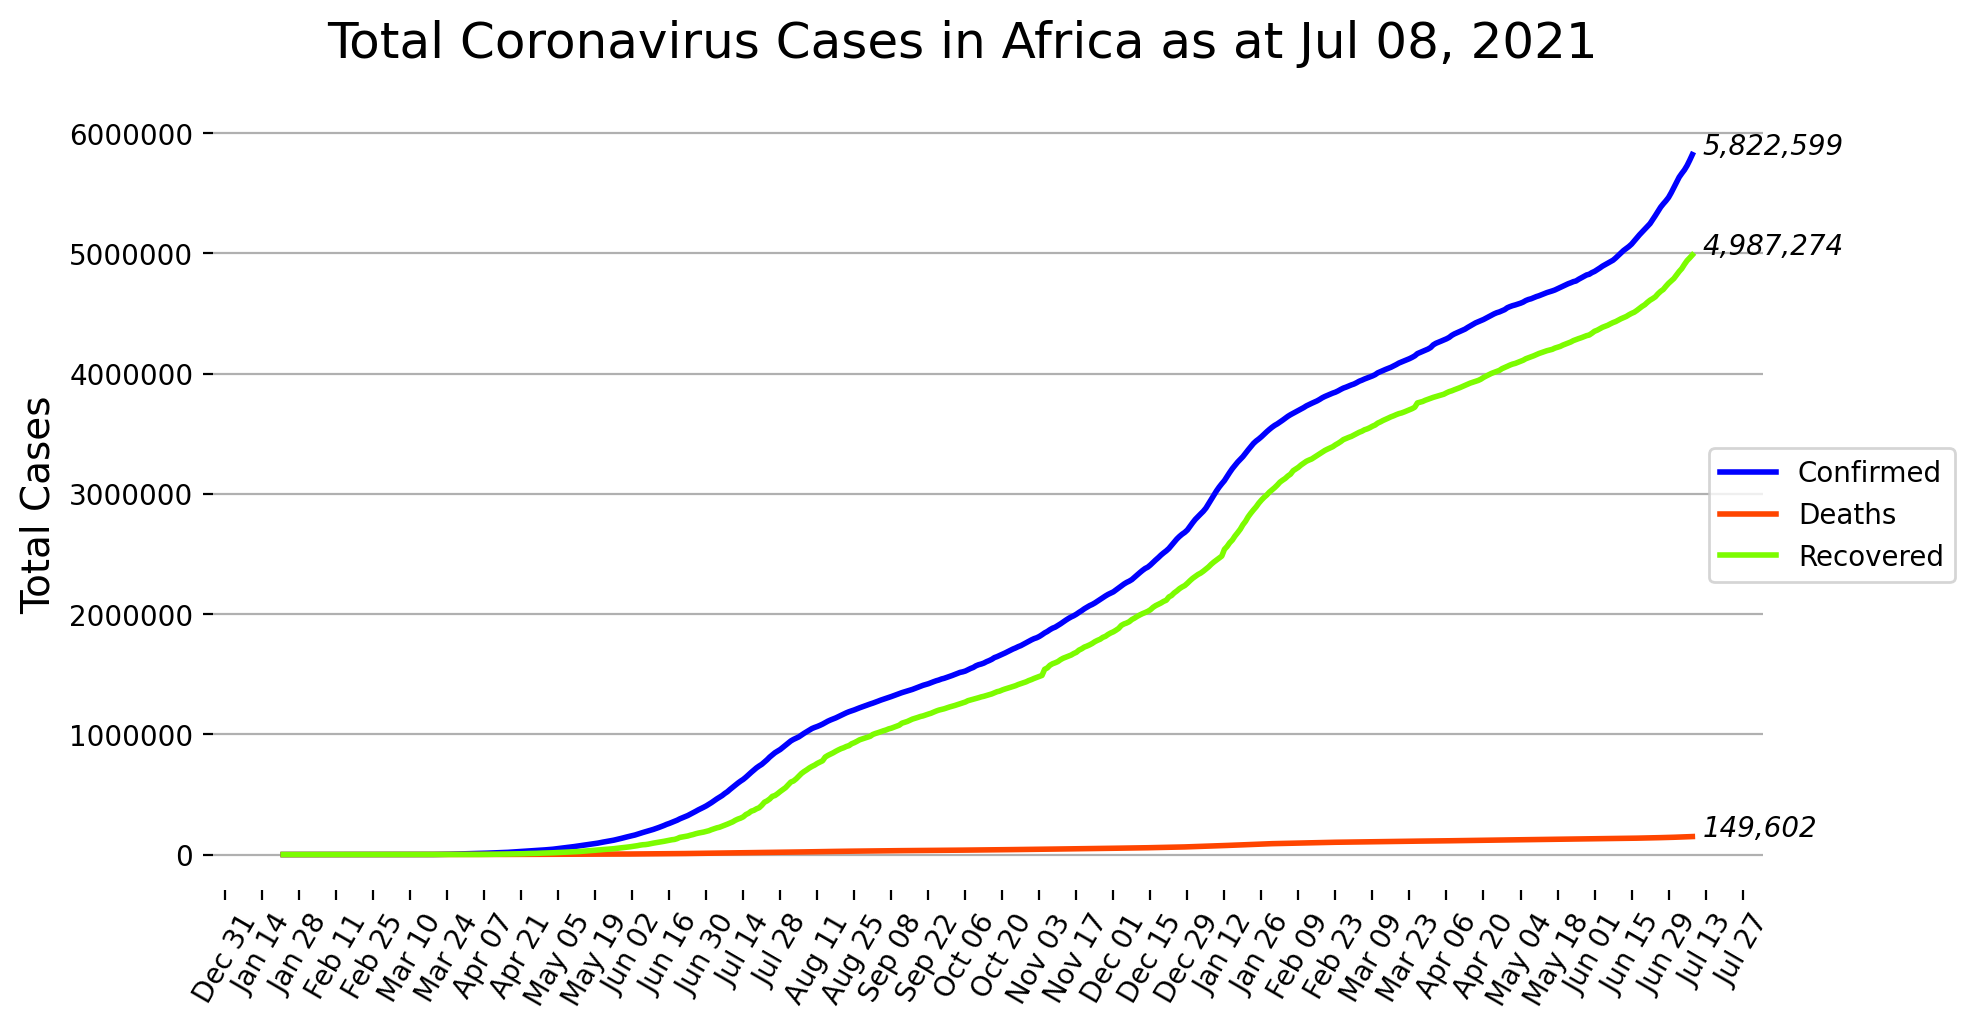 Total Coronavirus Cases in Africa as at Jul 08, 2021
Total Cases
6000000
5000000
4000000
3000000
2000000
1000000
0
5,822,599
4,987,274
149,602
Confirmed
Deaths
Recovered
Dec 31
Jan 14
Jan 28
Feb 11
Feb 25
Mar 10
Mar 24
Apr 07
Apr 21
May 05
May 19
Jun 02
Jun 16
Jun 30
Jul 14
Jul 28
Aug 11
Aug 25
Sep 08
Sep 22
Oct 06
Oct 20
Nov 03
Nov 17
Dec 01
Dec 15
Dec 29
Jan 12
Jan 26
Feb 09
Feb 23
Mar 09
Mar 23
Apr 06
Apr 20
May 04
May 18
Jun 01
Jun 15
Jun 29
Jul 13
Jul 27